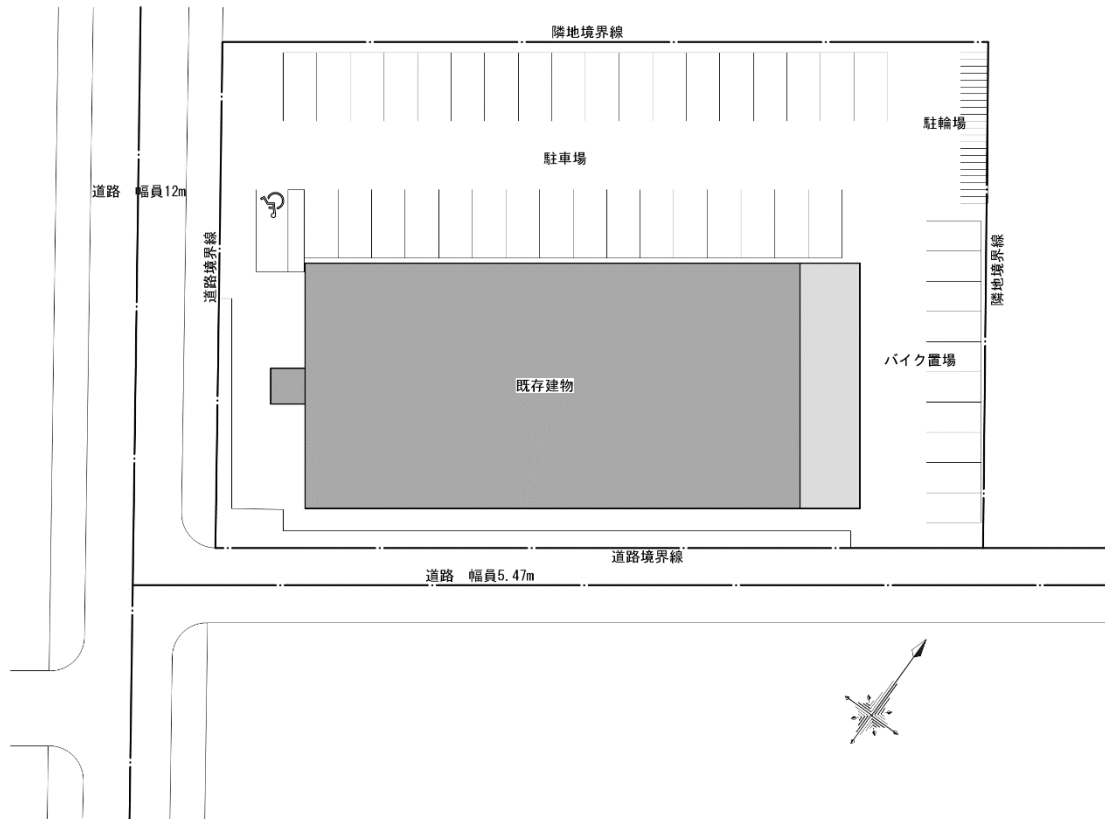 隣地境界線
駐輪場
駐車場
道路　幅員12m
道路境界線
隣地境界線
バイク置場
既存建物
道路境界線
道路　幅員5.47m